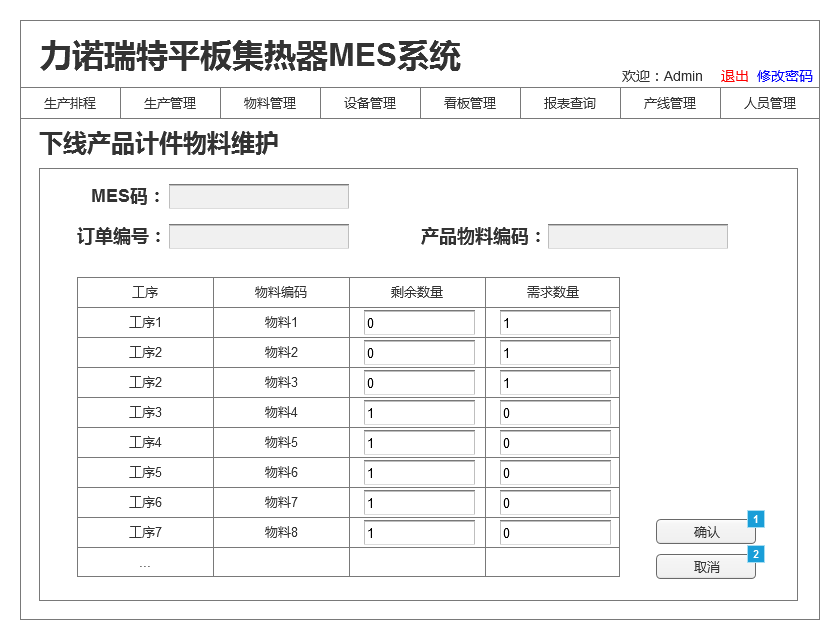 力诺瑞特平板集热器MES系统
欢迎：Admin 退出 修改密码
生产排程 生产管理 物料管理 设备管理 看板管理 报表查询 产线管理 人员管理
下线产品计件物料维护
MES码：
订单编号： 产品物料编码：
工序 物料编码 剩余数量 需求数量
工序1 物料1 0 1
工序2 物料2 0 1
工序2 物料3 0 1
工序3 物料4 1 0
工序4 物料5 1 0
工序5 物料6 1 0
工序6 物料7 1 0
工序7 物料8 1 0
...
1
确认
2
取消